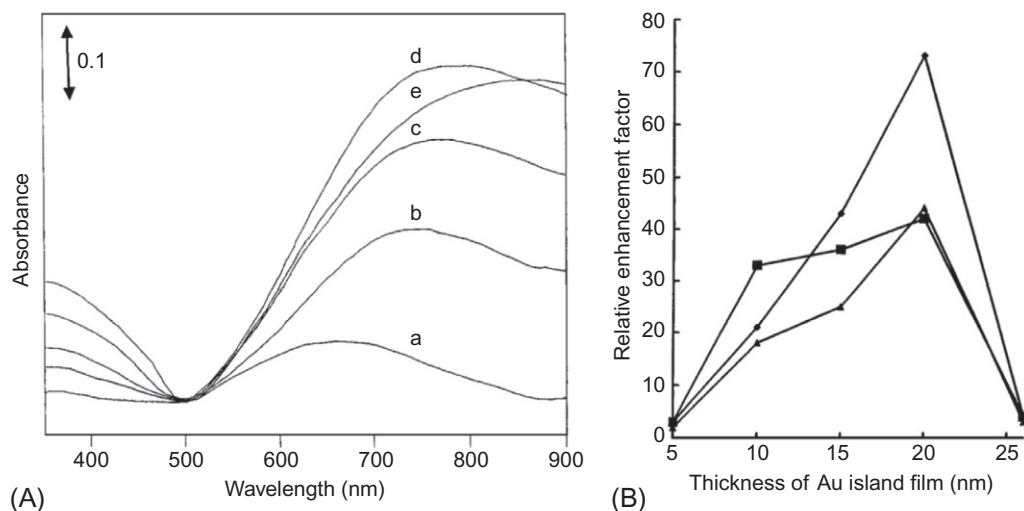 (A)
0.1
d
e
c
b
a
Absorbance
400 500 600 700 800 900
Wavelength (nm)
(B)
80
70
60
50
40
30
20
10
0
Relative enhancement factor
5 10 15 20 25
Thickness of Au island film (nm)